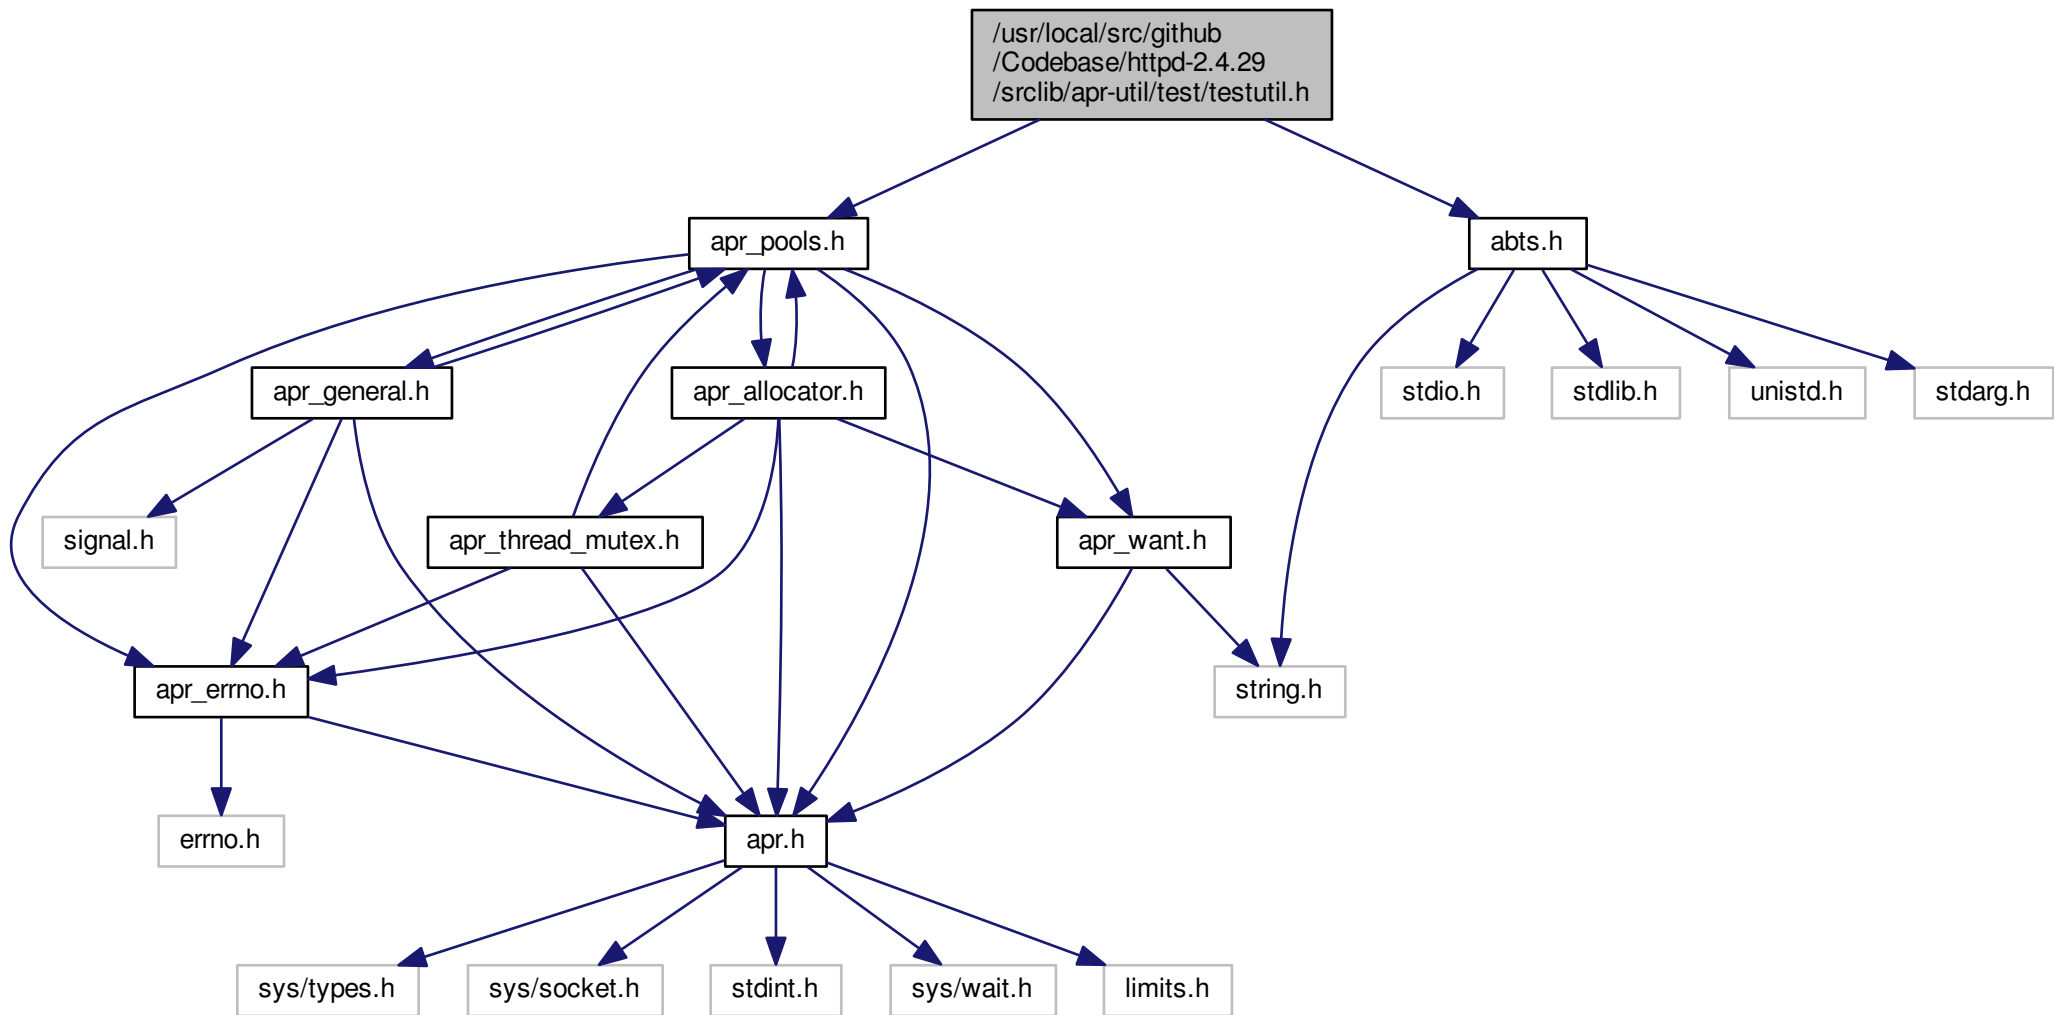 /usr/local/src/github
/Codebase/httpd-2.4.29
/srclib/apr-util/test/testutil.h
apr_pools.h
abts.h
apr_general.h
apr_allocator.h
stdio.h
stdlib.h
unistd.h
stdarg.h
signal.h
apr_thread_mutex.h
apr_want.h
apr_errno.h
string.h
errno.h
apr.h
sys/types.h
sys/socket.h
stdint.h
sys/wait.h
limits.h